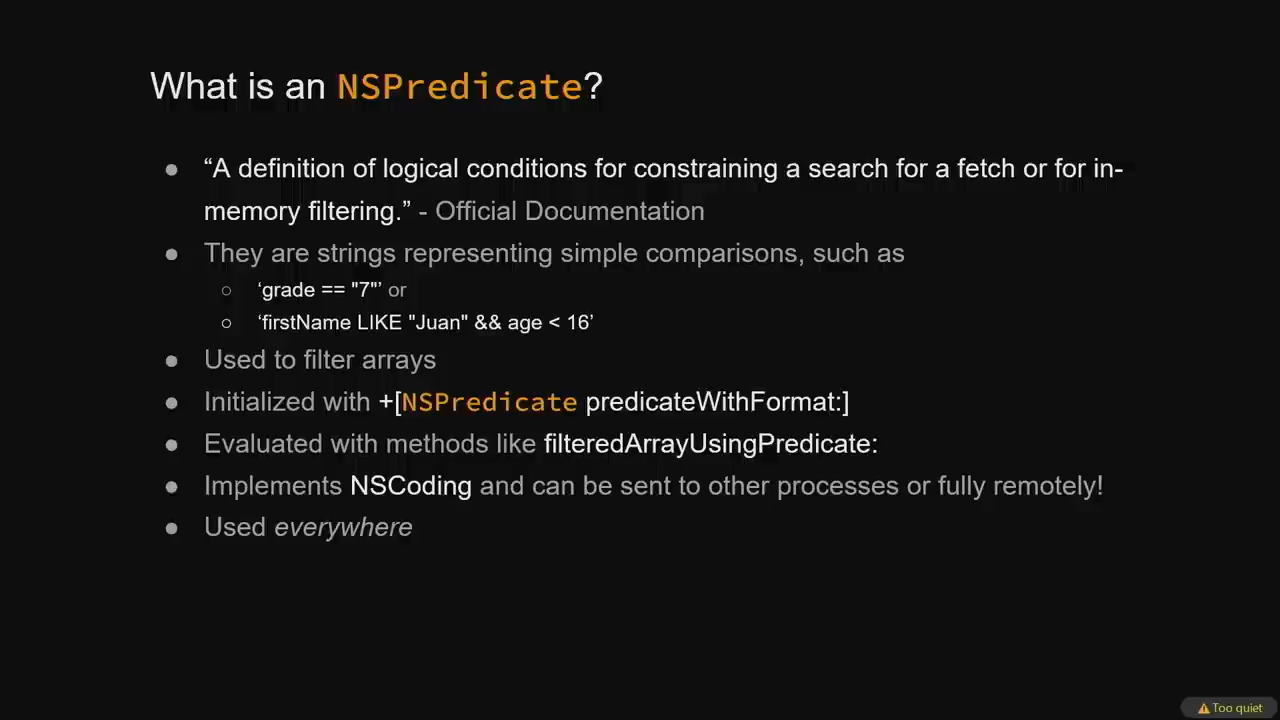 What is an NSPredicate?
● “A definition of logical conditions for constraining a search for a fetch or for in-
memory filtering.” - Official Documentation
● They are strings representing simple comparisons, such as
○ ‘grade == "7"’ or
○ ‘firstName LIKE "Juan" && age < 16’
● Used to filter arrays
● Initialized with +[NSPredicate predicateWithFormat:]
● Evaluated with methods like filteredArrayUsingPredicate:
● Implements NSCoding and can be sent to other processes or fully remotely!
● Used everywhere
⚠ Too quiet